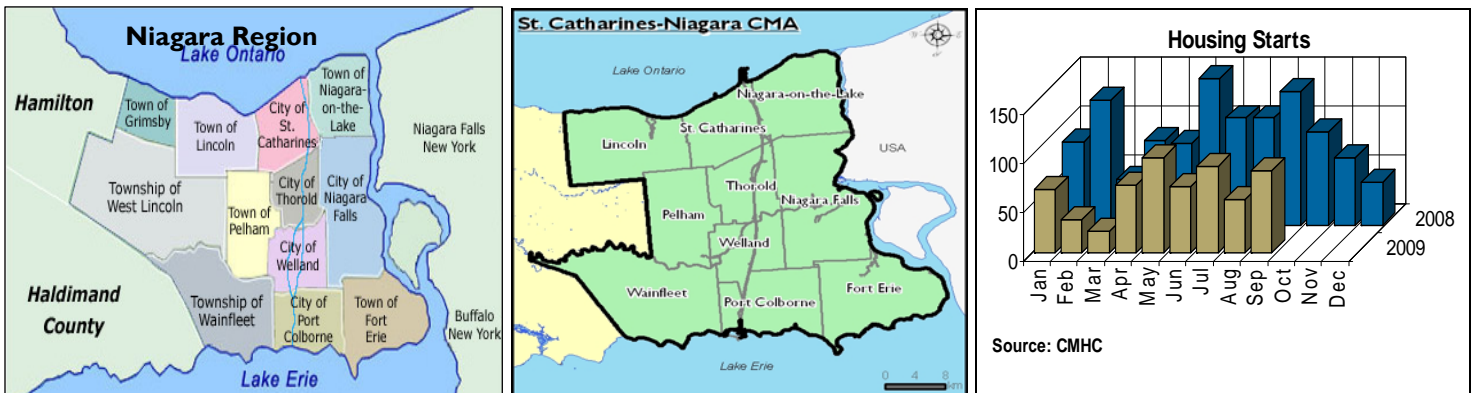 Niagara Region
Lake Ontario
Hamilton
Town of
Grimsby
Town of
Lincoln
City of
St.
Catharines
Town of
Niagara-
on-the-
Lake
Niagara Falls
New York
Township of
West Lincoln
Town of
Pelham
City of
Thorold
City of
Niagara
Falls
City of
Welland
Haldimand
County
Township of
Wainfleet
City of
Port
Colborne
Town of
Fort
Erie
Buffalo
New York
Lake Erie
St. Catharines-Niagara CMA
Lake Ontario
Niagara-on-the-Lake
St. Catharines
Lincoln
USA
Thorold
Niagara Falls
Pelham
Welland
Wainfleet
Port Colborne
Fort Erie
Lake Erie
0 4 8
km
Housing Starts
150
100
50
0
Jan
Feb
Mar
Apr
May
Jun
Jul
Aug
Sep
Oct
Nov
Dec
2008
2009
Source: CMHC